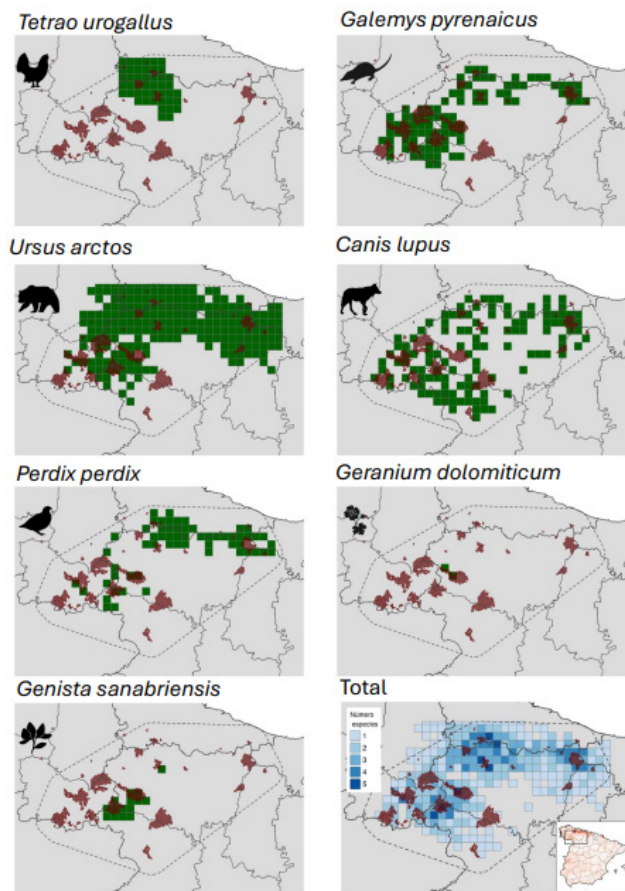 Tetrao urogallus
Galemys pyrenaicus
Ursus arctos
Canis lupus
Perdix perdix
Geranium dolomiticum
Genista sanabriensis
Total
Número
especies
1
2
3
4
5